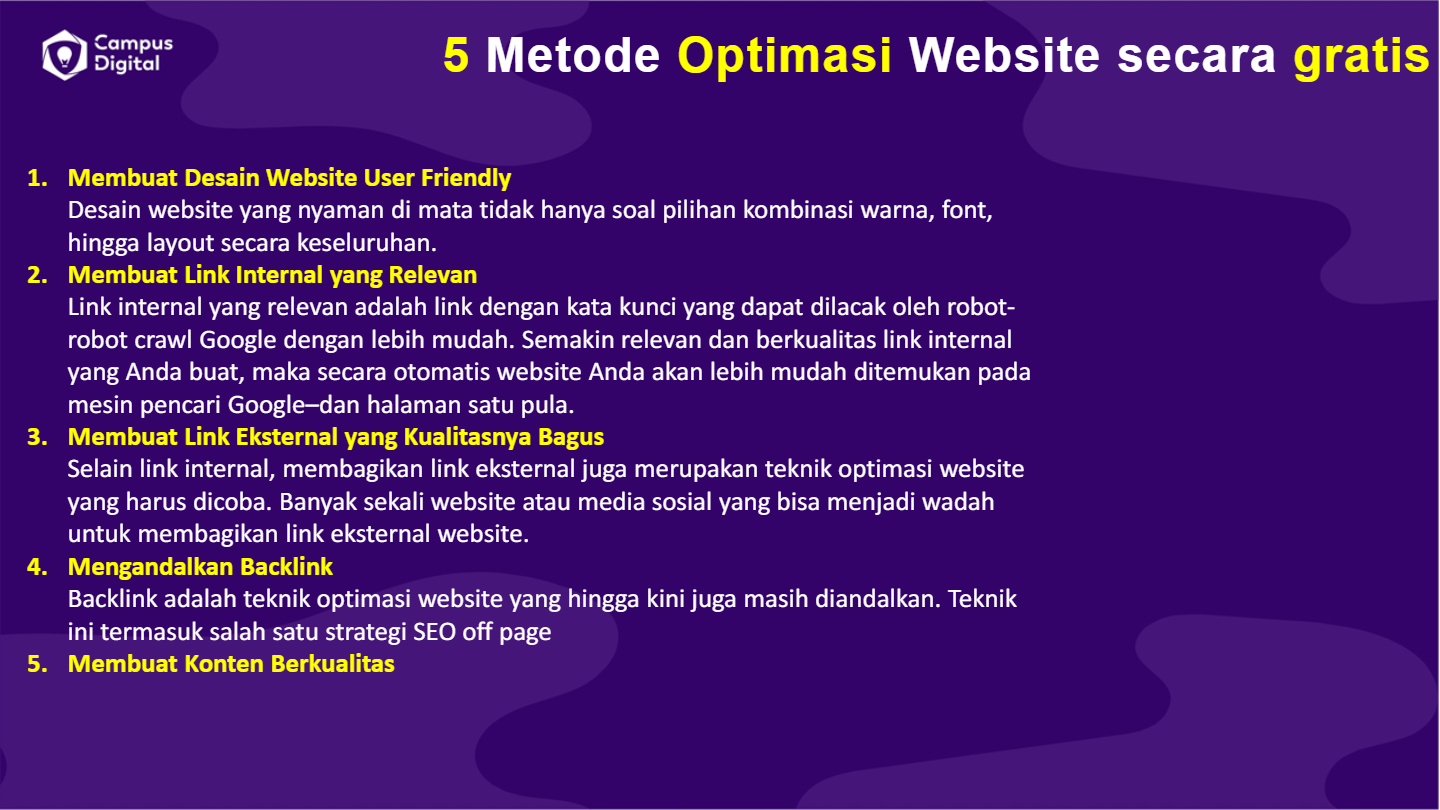 Campus
Digital
5 Metode Optimasi Website secara gratis
1. Membuat Desain Website User Friendly
Desain website yang nyaman di mata tidak hanya soal pilihan kombinasi warna, font,
hingga layout secara keseluruhan.
2. Membuat Link Internal yang Relevan
Link internal yang relevan adalah link dengan kata kunci yang dapat dilacak oleh robot-
robot crawl Google dengan lebih mudah. Semakin relevan dan berkualitas link internal
yang Anda buat, maka secara otomatis website Anda akan lebih mudah ditemukan pada
mesin pencari Google–dan halaman satu pula.
3. Membuat Link Eksternal yang Kualitasnya Bagus
Selain link internal, membagikan link eksternal juga merupakan teknik optimasi website
yang harus dicoba. Banyak sekali website atau media sosial yang bisa menjadi wadah
untuk membagikan link eksternal website.
4. Mengandalkan Backlink
Backlink adalah teknik optimasi website yang hingga kini juga masih diandalkan. Teknik
ini termasuk salah satu strategi SEO off page
5. Membuat Konten Berkualitas